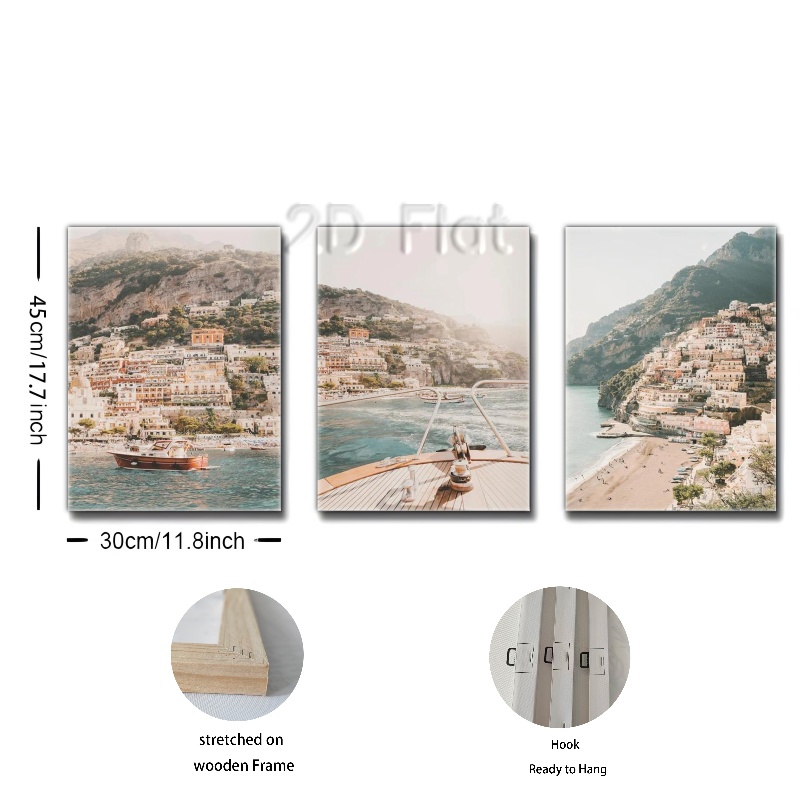 2D Flat
45cm/17.7inch
30cm/11.8inch
stretched on
wooden Frame
Hook
Ready to Hang